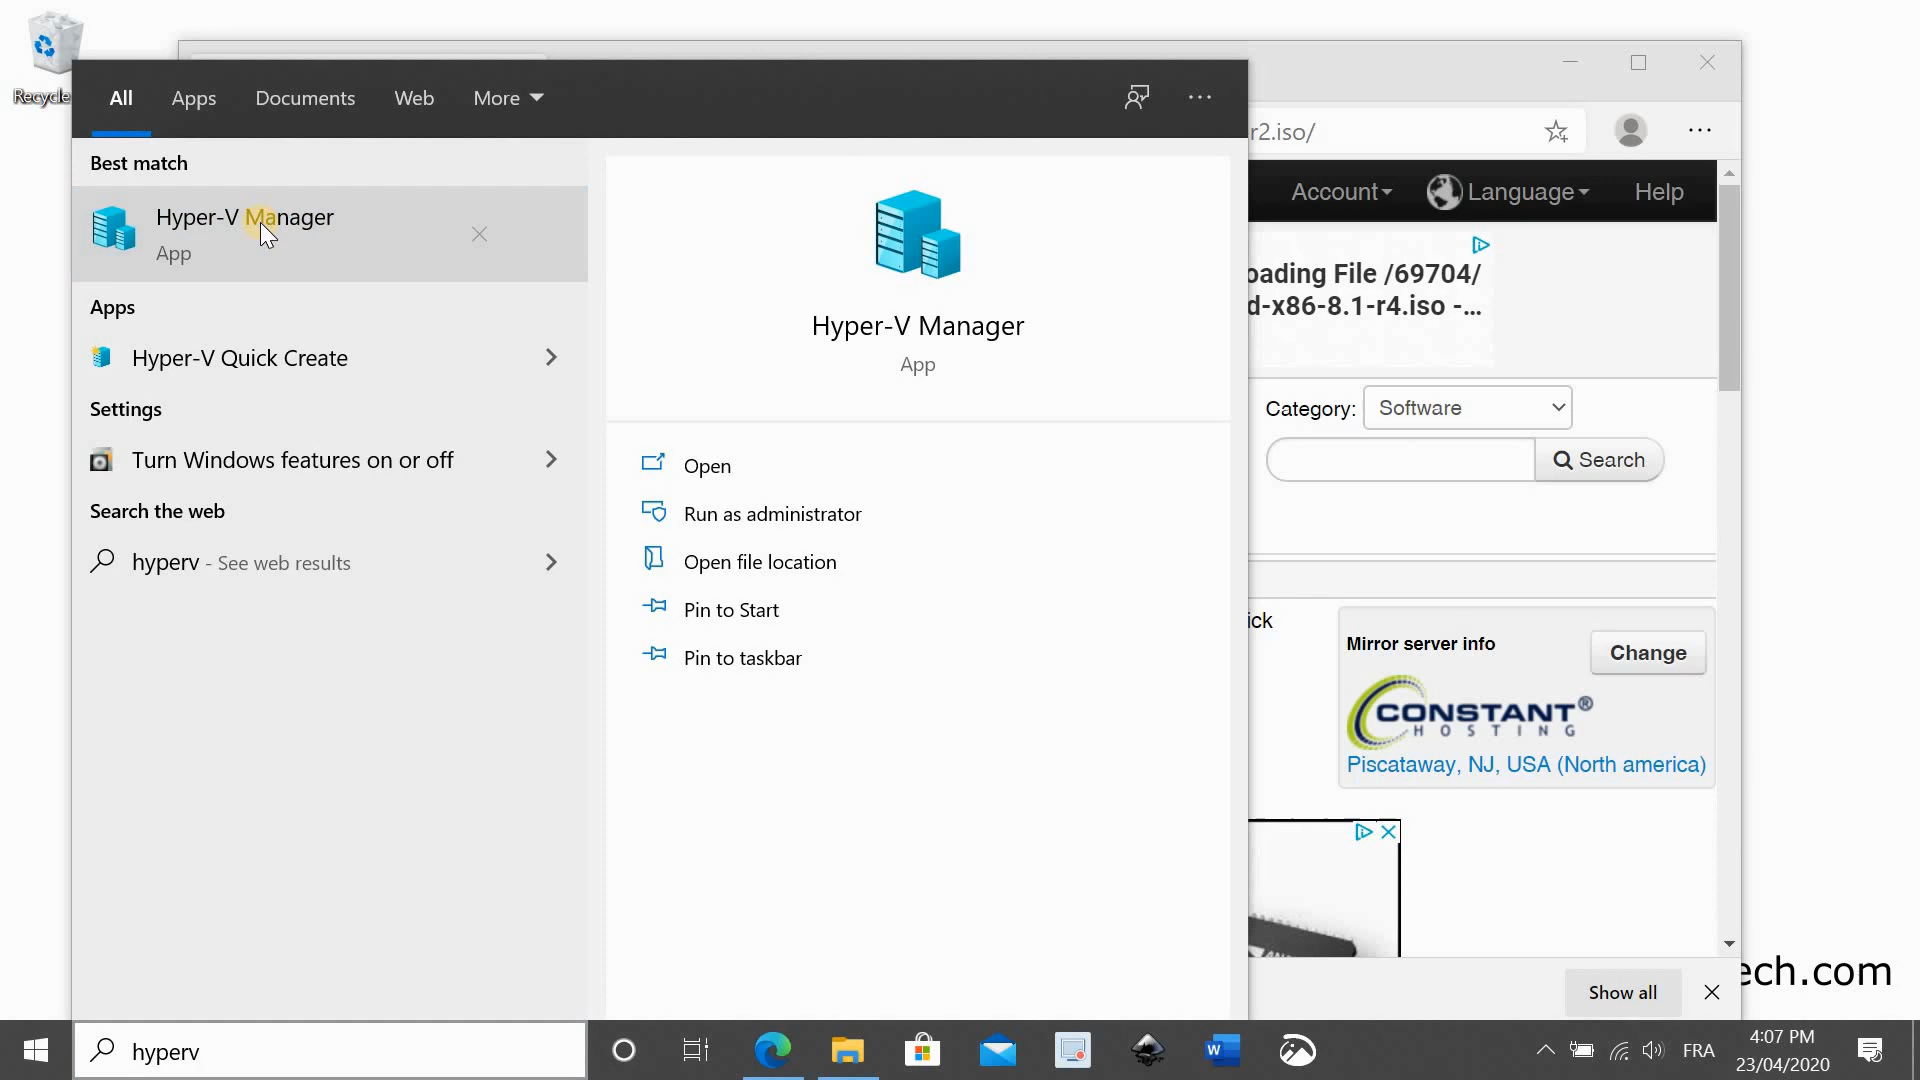 Recycle
All
Apps
Documents
Web
More
Best match
Hyper-V Manager
App
Apps
Hyper-V Quick Create
Settings
Turn Windows features on or off
Search the web
hyperv - See web results
Hyper-V Manager
App
Open
Run as administrator
Open file location
Pin to Start
Pin to taskbar
r2.iso/
Account
Language
Help
oading File /69704/
d-x86-8.1-r4.iso -...
Category:
Software
Search
ick
Mirror server info
Change
CONSTANT®
HOSTING
Piscataway, NJ, USA (North america)
Show all
ech.com
hyperv
FRA
4:07 PM
23/04/2020